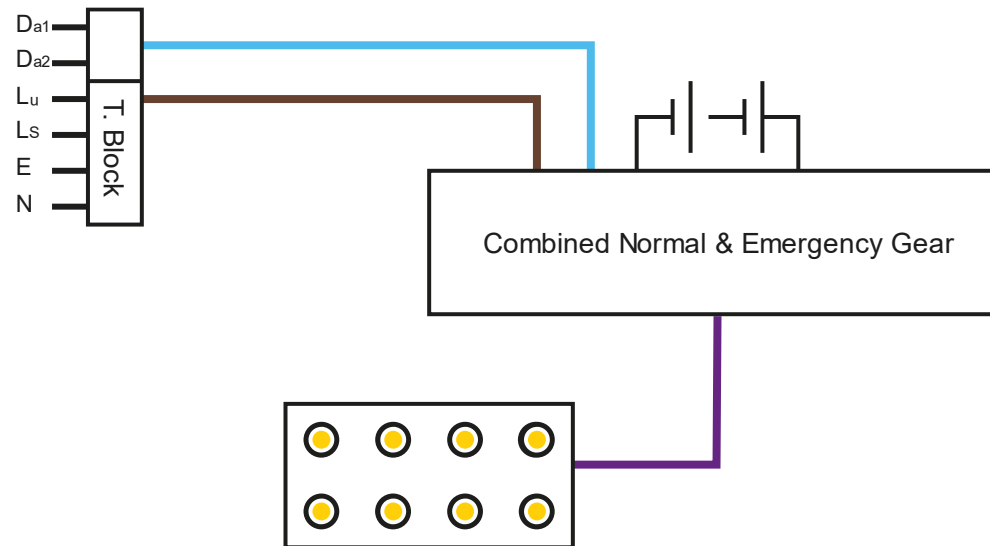 Da1
Da2
Lu
LS
E
N
T. Block
Combined Normal & Emergency Gear